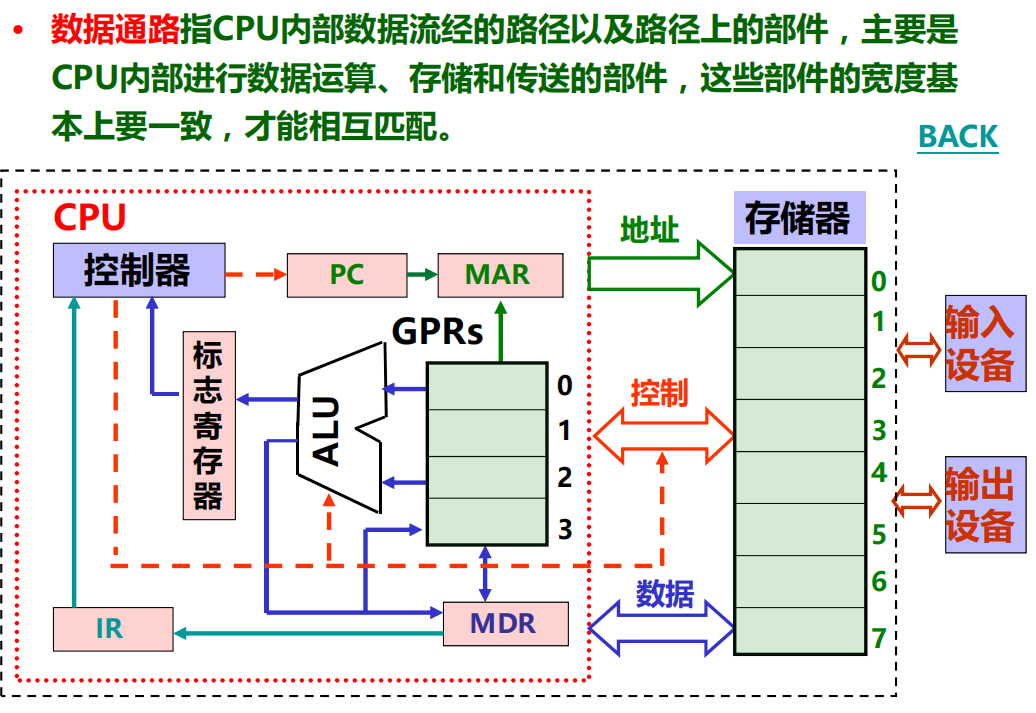 • 数据通路指CPU内部数据流经的路径以及路径上的部件，主要是
CPU内部进行数据运算、存储和传送的部件，这些部件的宽度基
本上要一致，才能相互匹配。
BACK
CPU
控制器
PC
MAR
地址
存储器
GPRs
标志寄存器
ALU
0
1
2
3
控制
数据
IR
MDR
0
1
2
3
4
5
6
7
输入
设备
输出
设备